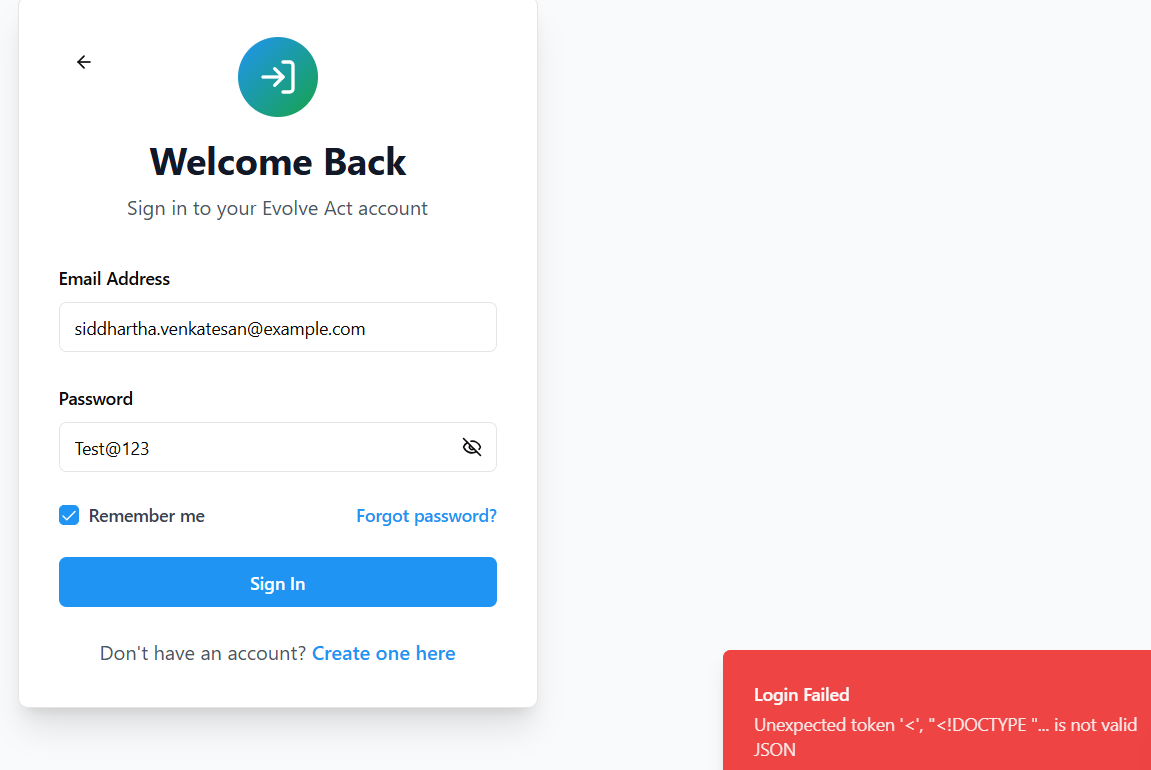 Welcome Back
Sign in to your Evolve Act account
Email Address
siddhartha.venkatesan@example.com
Password
Test@123
Remember me
Forgot password?
Sign In
Don't have an account? Create one here
Login Failed
Unexpected token '<', "<!DOCTYPE "... is not valid
JSON